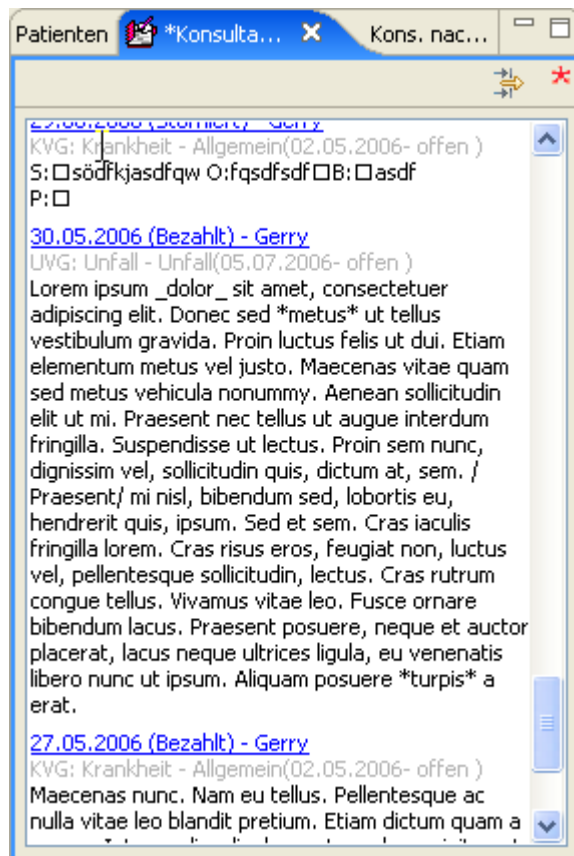 Patienten *Konsulta... Kons. nac...
29.06.2006 (Storniert) - Gerry
KVG: Krankheit - Allgemein(02.05.2006- offen )
S:□södfkjasdfqw O:fqsdfsdf□B:□asdf
P:□
30.05.2006 (Bezahlt) - Gerry
UVG: Unfall - Unfall(05.07.2006- offen )
Lorem ipsum _dolor_ sit amet, consectetuer
adipiscing elit. Donec sed *metus* ut tellus
vestibulum gravida. Proin luctus felis ut dui. Etiam
elementum metus vel justo. Maecenas vitae quam
sed metus vehicula nonummy. Aenean sollicitudin
elit ut mi. Praesent nec tellus ut augue interdum
fringilla. Suspendisse ut lectus. Proin sem nunc,
dignissim vel, sollicitudin quis, dictum at, sem. /
Praesent/ mi nisl, bibendum sed, lobortis eu,
hendrerit quis, ipsum. Sed et sem. Cras iaculis
fringilla lorem. Cras risus eros, feugiat non, luctus
vel, pellentesque sollicitudin, lectus. Cras rutrum
congue tellus. Vivamus vitae leo. Fusce ornare
bibendum lacus. Praesent posuere, neque et auctor
placerat, lacus neque ultrices ligula, eu venenatis
libero nunc ut ipsum. Aliquam posuere *turpis* a
erat.
27.05.2006 (Bezahlt) - Gerry
KVG: Krankheit - Allgemein(02.05.2006- offen )
Maecenas nunc. Nam eu tellus. Pellentesque ac
nulla vitae leo blandit pretium. Etiam dictum quam a